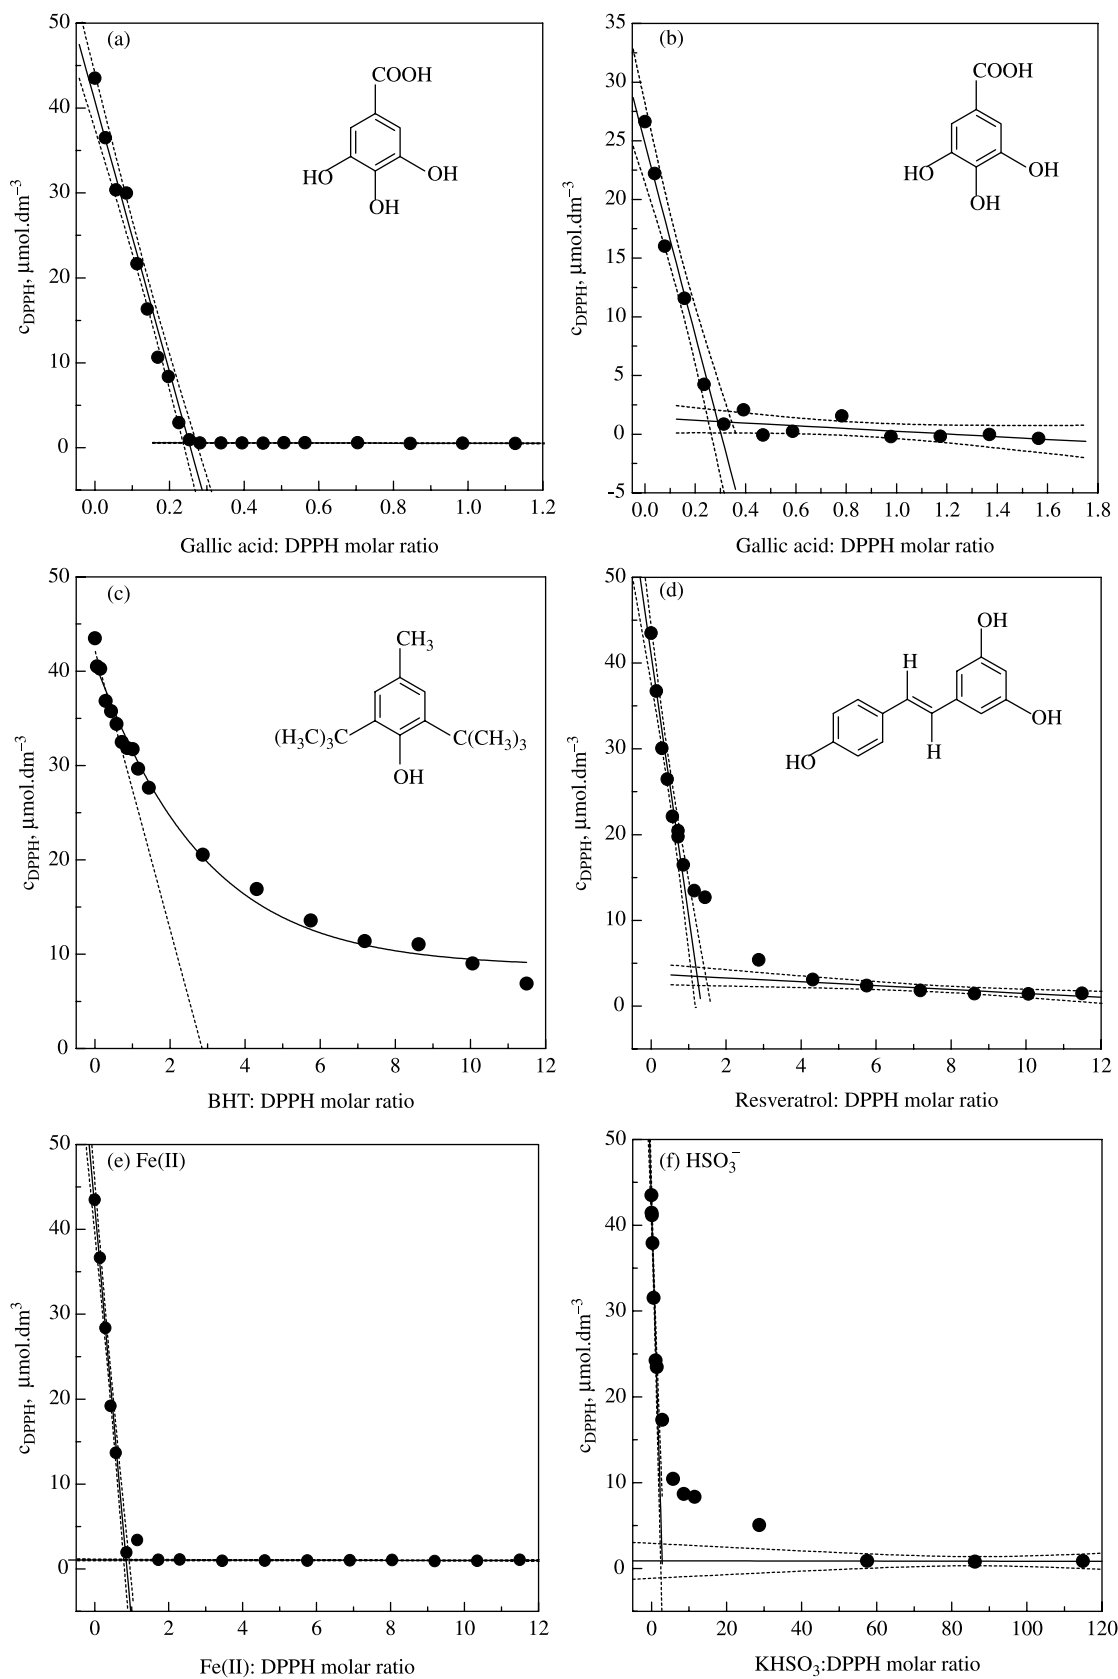 (a)
50
40
30
20
10
0
c_DPPH, μmol.dm⁻³
COOH
HO
OH
OH
0.0 0.2 0.4 0.6 0.8 1.0 1.2
Gallic acid: DPPH molar ratio
(b)
35
30
25
20
15
10
5
0
-5
c_DPPH, μmol.dm⁻³
COOH
HO
OH
OH
0.0 0.2 0.4 0.6 0.8 1.0 1.2 1.4 1.6 1.8
Gallic acid: DPPH molar ratio
(c)
50
40
30
20
10
0
c_DPPH, μmol.dm⁻³
CH₃
(H₃C)₃C
C(CH₃)₃
OH
0 2 4 6 8 10 12
BHT: DPPH molar ratio
(d)
50
40
30
20
10
0
c_DPPH, μmol.dm⁻³
OH
H
OH
H
HO
0 2 4 6 8 10 12
Resveratrol: DPPH molar ratio
(e) Fe(II)
50
40
30
20
10
0
c_DPPH, μmol.dm³
0 2 4 6 8 10 12
Fe(II): DPPH molar ratio
(f) HSO₃⁻
50
40
30
20
10
0
c_DPPH, μmol.dm⁻³
0 20 40 60 80 100 120
KHSO₃:DPPH molar ratio